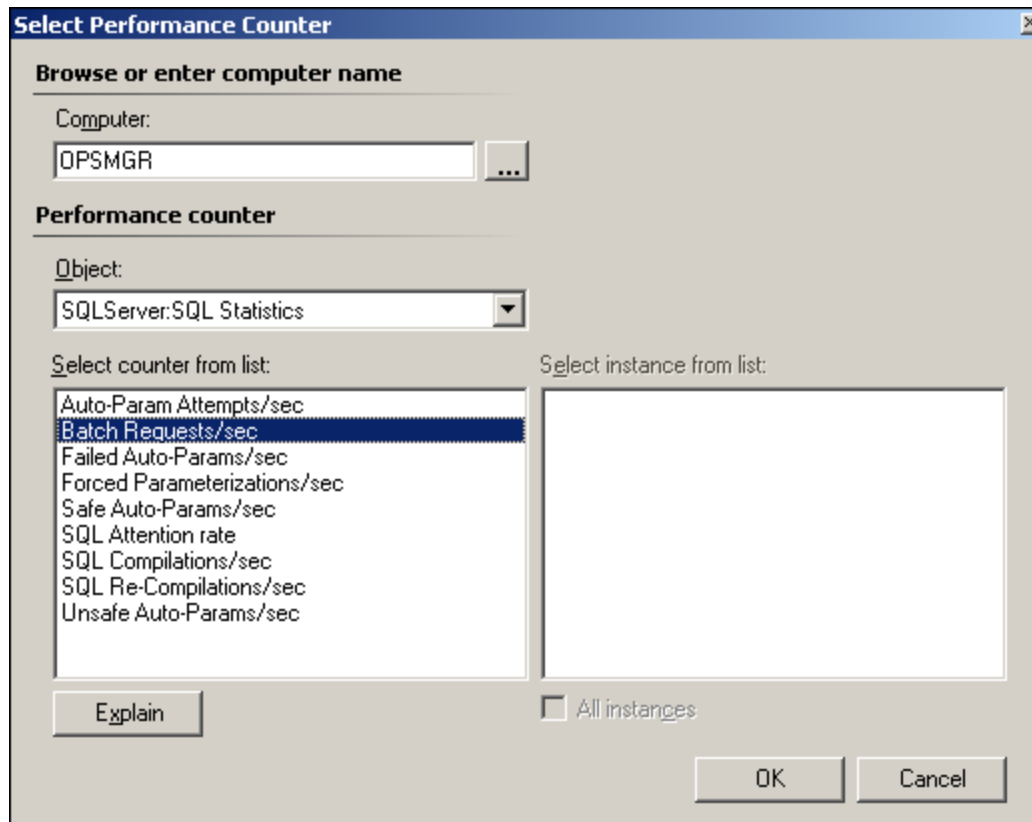 Select Performance Counter
Browse or enter computer name
Computer:
OPSMGR
...
Performance counter
Object:
SQLServer:SQL Statistics
Select counter from list:
Select instance from list:
Auto-Param Attempts/sec
Batch Requests/sec
Failed Auto-Params/sec
Forced Parameterizations/sec
Safe Auto-Params/sec
SQL Attention rate
SQL Compilations/sec
SQL Re-Compilations/sec
Unsafe Auto-Params/sec
Explain
All instances
OK
Cancel